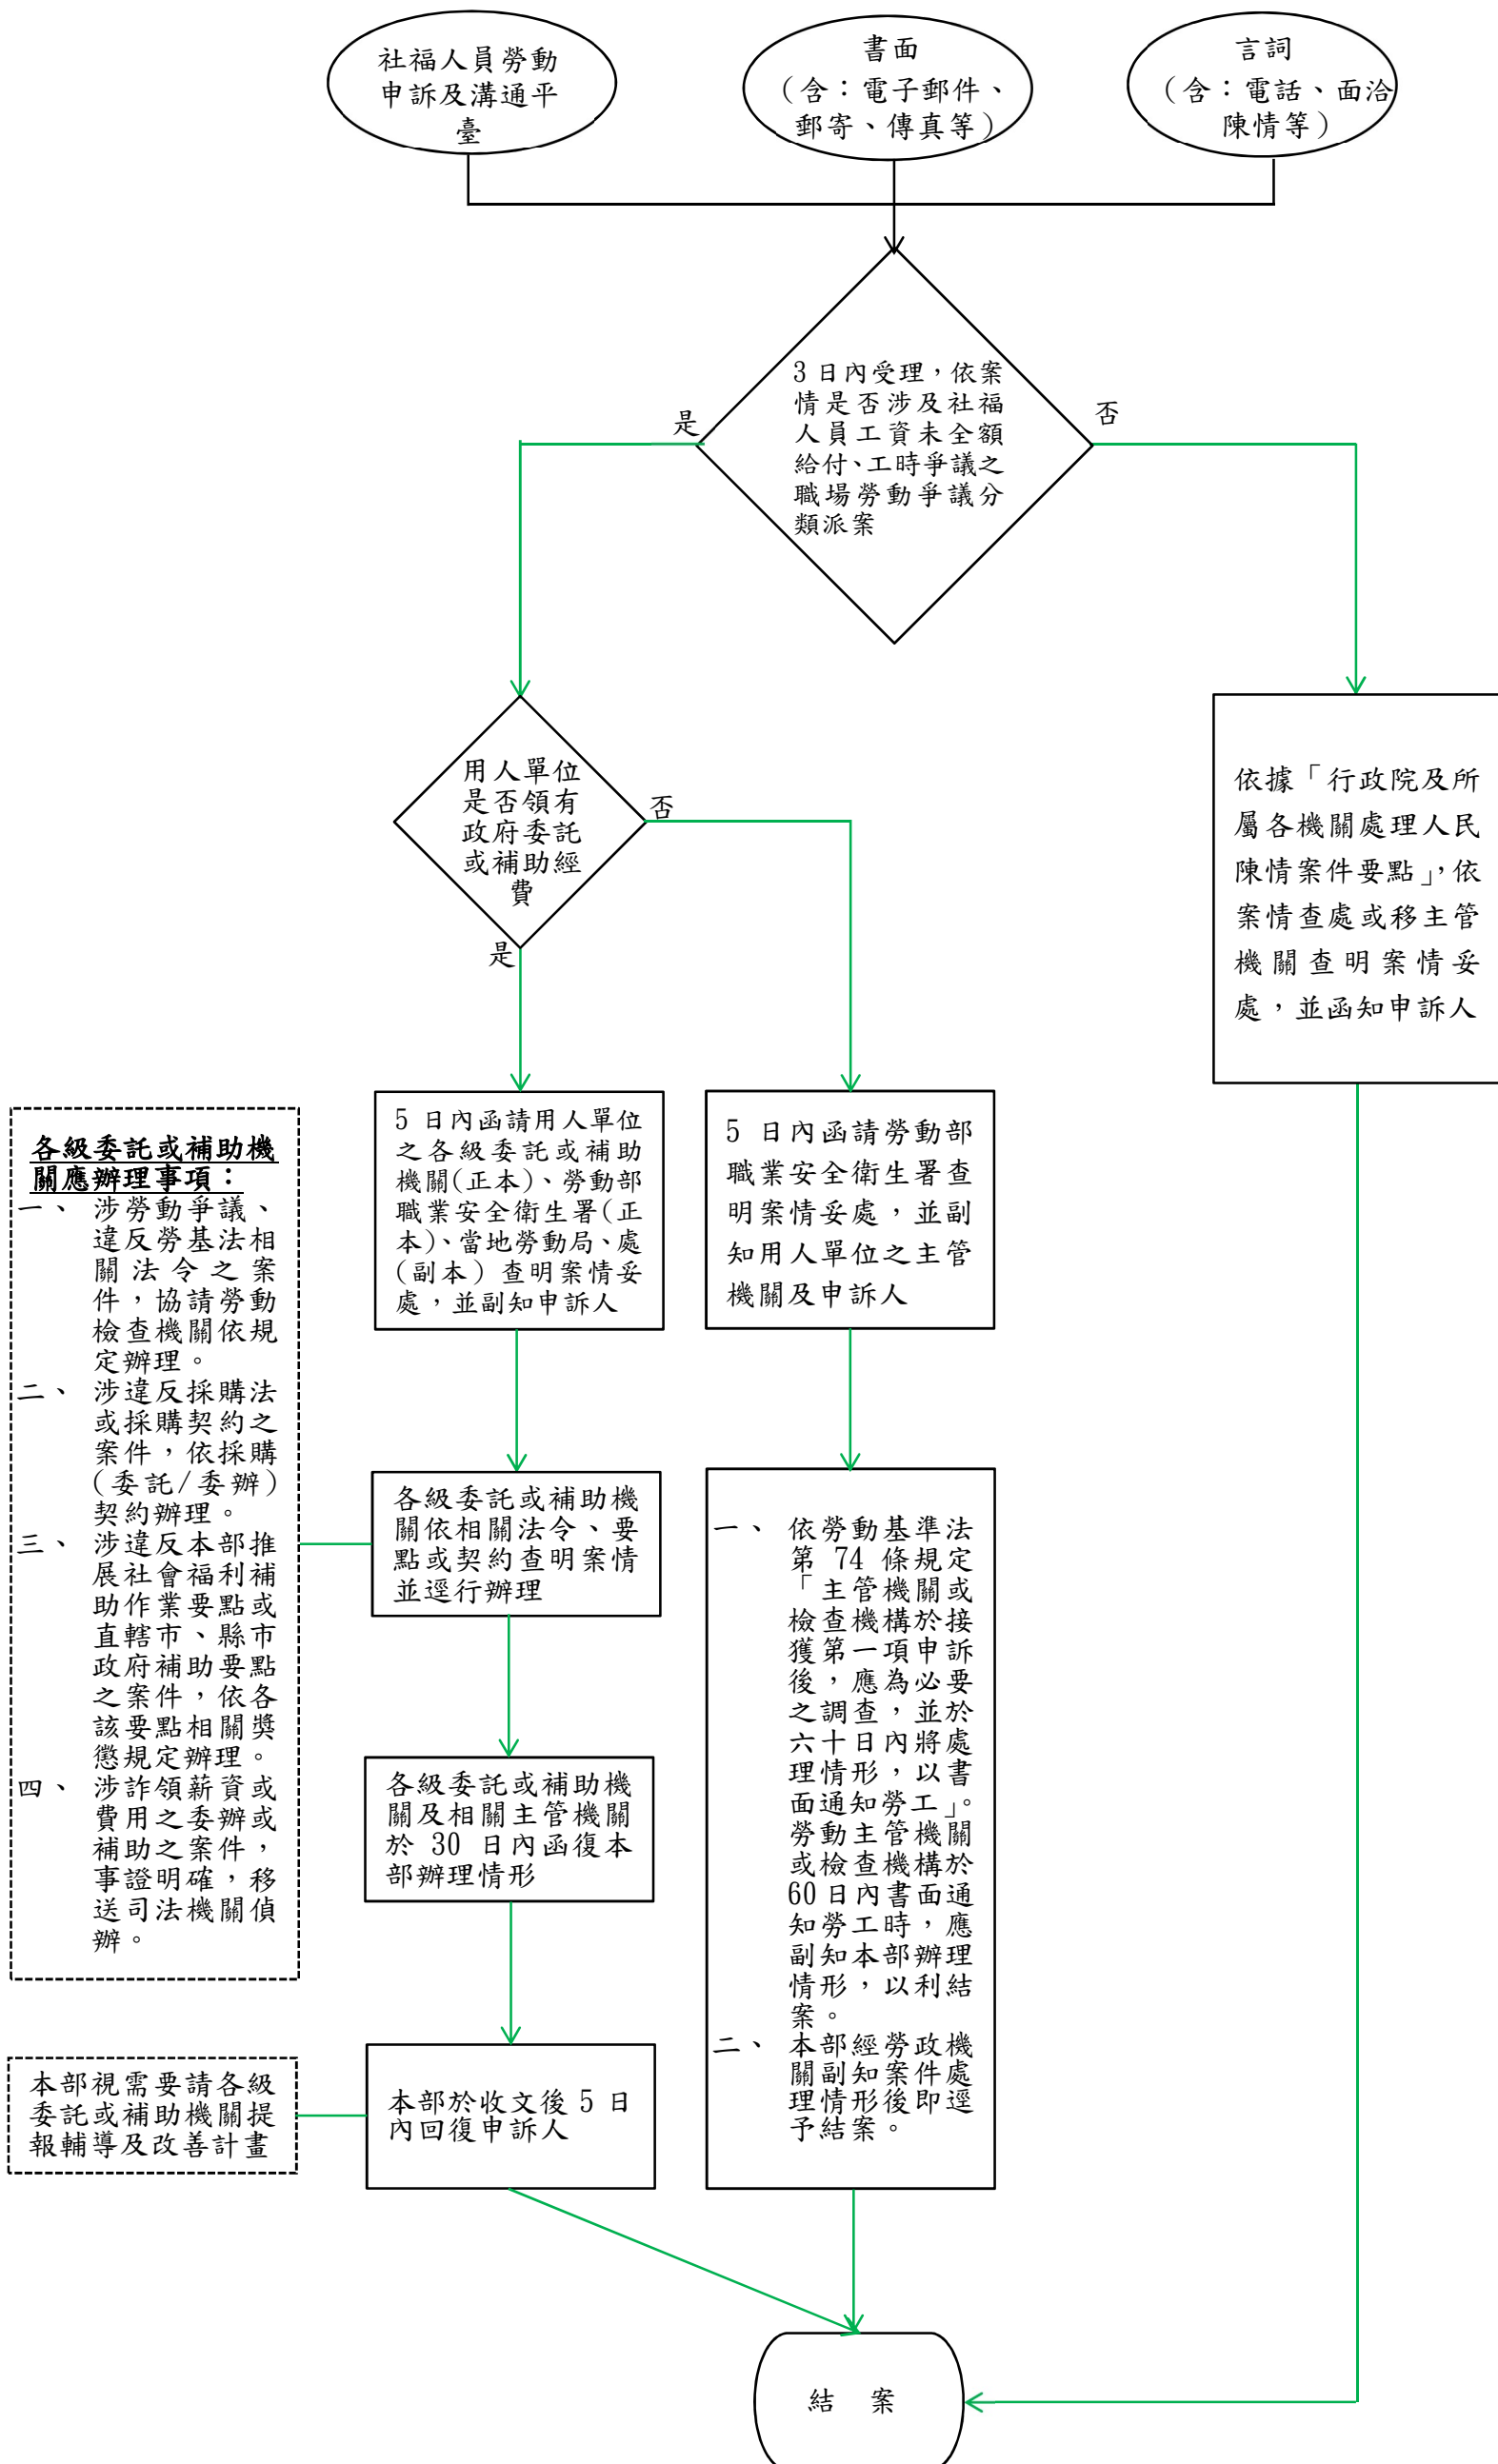 社福人員勞動
申訴及溝通平
臺
書面
（含：電子郵件、
郵寄、傳真等）
言詞
（含：電話、面洽
陳情等）
3 日內受理，依案
情是否涉及社福
人員工資未全額
給付、工時爭議之
職場勞動爭議分
類派案
是
否
用人單位
是否領有
政府委託
或補助經
費
否
是
依據「行政院及所
屬各機關處理人民
陳情案件要點」，依
案情查處或移主管
機關查明案情妥
處，並函知申訴人
5 日內函請用人單位
之各級委託或補助
機關(正本)、勞動部
職業安全衛生署(正
本)、當地勞動局、處
(副本) 查明案情妥
處，並副知申訴人
5 日內函請勞動部
職業安全衛生署查
明案情妥處，並副
知用人單位之主管
機關及申訴人
各級委託或補助機
關應辦理事項：
一、 涉勞動爭議、
違反勞基法相
關法令之案
件，協請勞動
檢查機關依規
定辦理。
二、 涉違反採購法
或採購契約之
案件，依採購
(委託/委辦)
契約辦理。
三、 涉違反本部推
展社會福利補
助作業要點或
直轄市、縣市
政府補助要點
之案件，依各
該要點相關獎
懲規定辦理。
四、 涉詐領薪資或
費用之委辦或
補助之案件，
事證明確，移
送司法機關偵
辦。
各級委託或補助機
關依相關法令、要
點或契約查明案情
並逕行辦理
各級委託或補助機
關及相關主管機關
於 30 日內函復本
部辦理情形
一、 依勞動基準法
第 74 條規定
「主管機關或
檢查機構於接
獲第一項申訴
後，應為必要
之調查，並於
六十日內將處
理情形，以書
面通知勞工」。
勞動主管機關
或檢查機構於
60日內書面通
知勞工時，應
副知本部辦理
情形，以利結
案。
二、 本部經勞政機
關副知案件處
理情形後即逕
予結案。
本部視需要請各級
委託或補助機關提
報輔導及改善計畫
本部於收文後 5 日
內回復申訴人
結 案